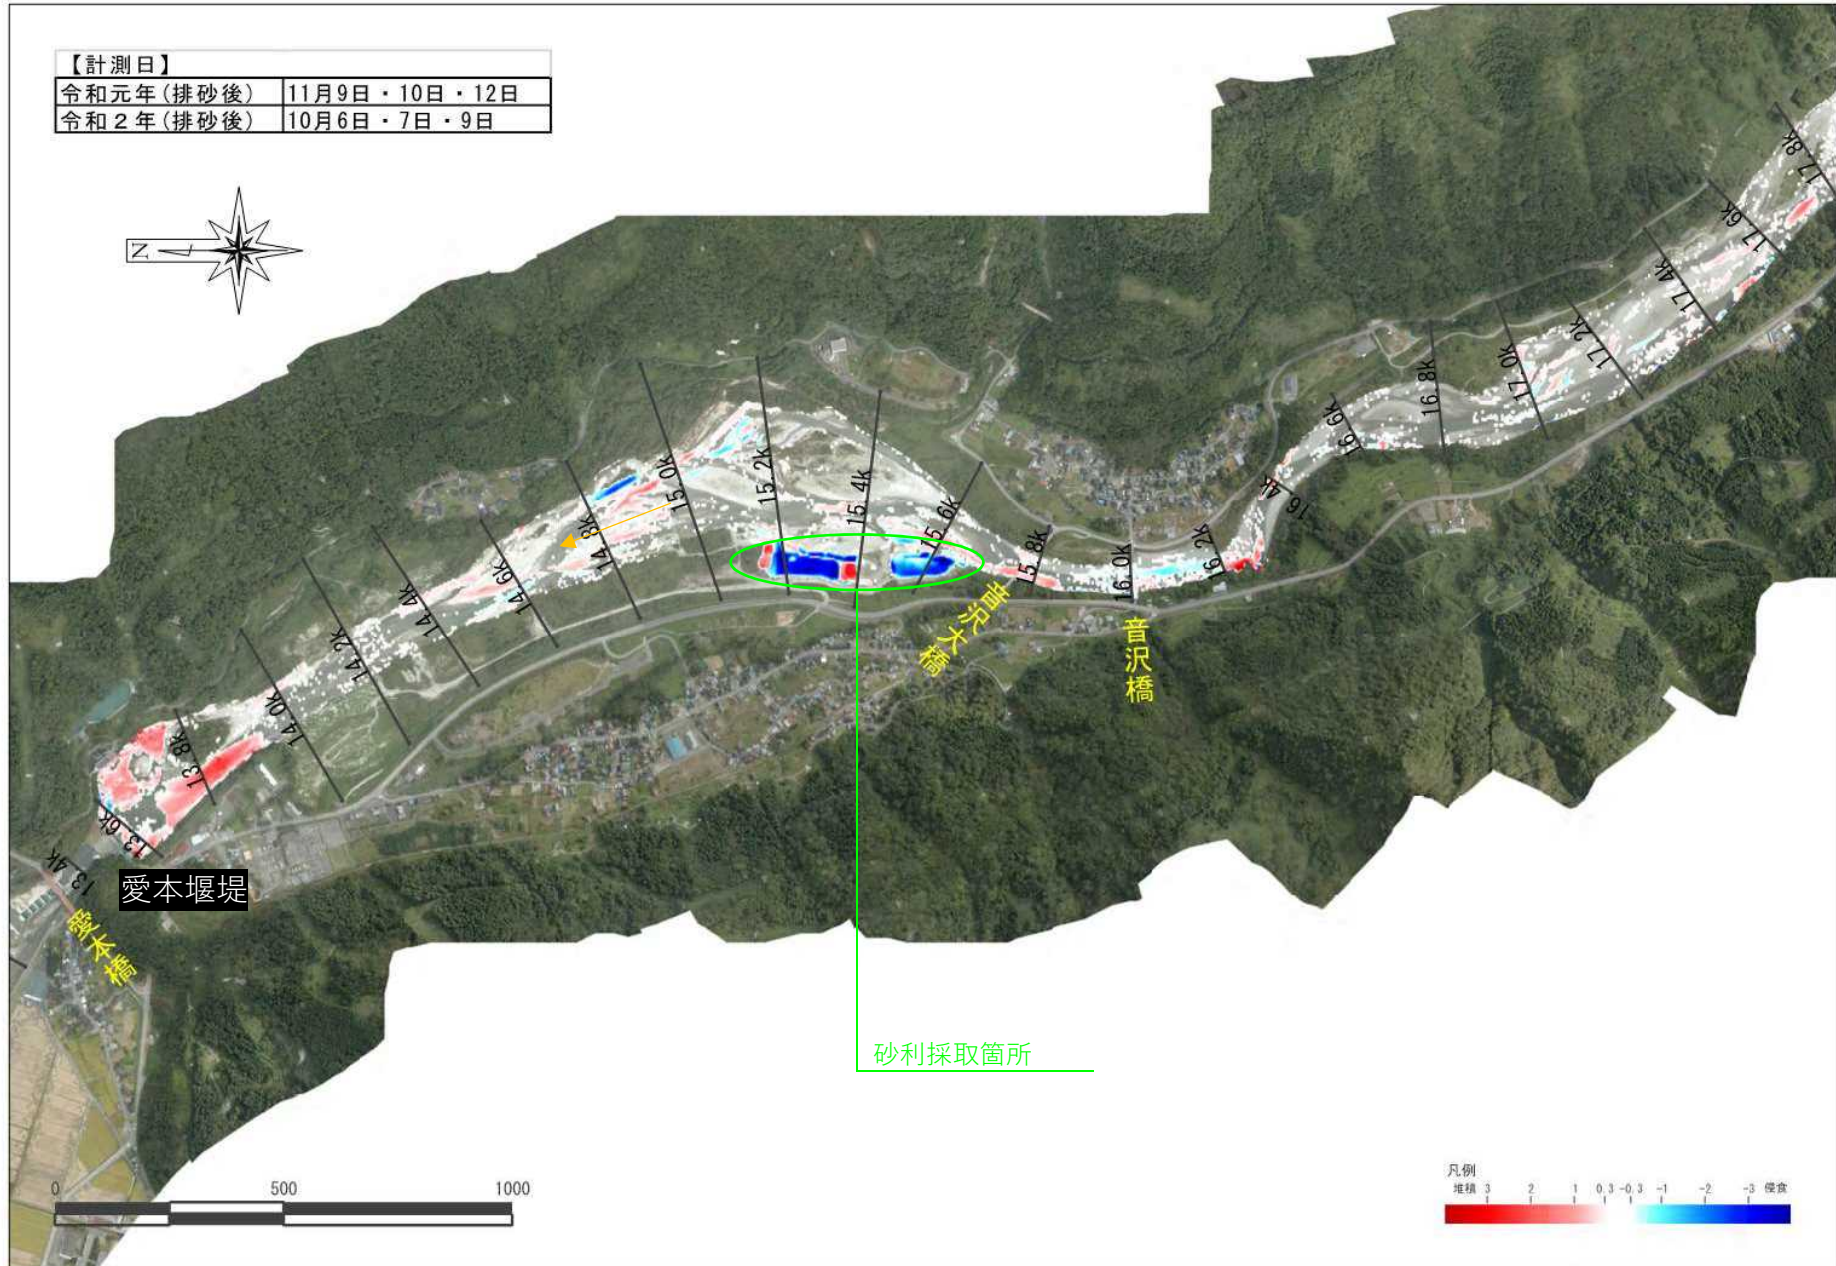 【計測日】
令和元年(排砂後) 11月9日・10日・12日
令和２年(排砂後) 10月6日・7日・9日
N
17.8k
17.6k
17.4k
17.2k
17.0k
16.8k
16.6k
16.4k
16.2k
16.0k
15.8k
15.6k
15.4k
15.2k
15.0k
14.8k
14.6k
14.4k
14.2k
14.0k
13.8k
13.6k
13.4k
音沢大橋
音沢橋
愛本堰堤
愛本橋
砂利採取箇所
0 500 1000
凡例
堆積 3 2 1 0.3 -0.3 -1 -2 -3 侵食